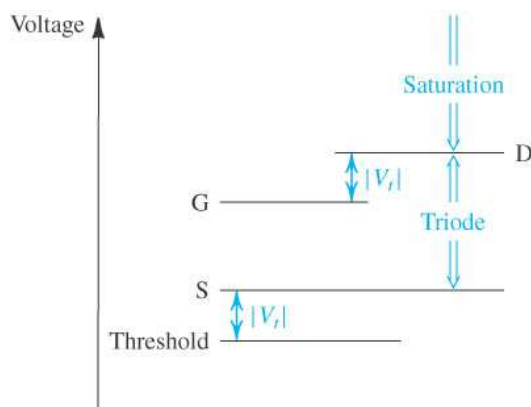 Voltage
Saturation
D
|V_t|
G
Triode
S
|V_t|
Threshold